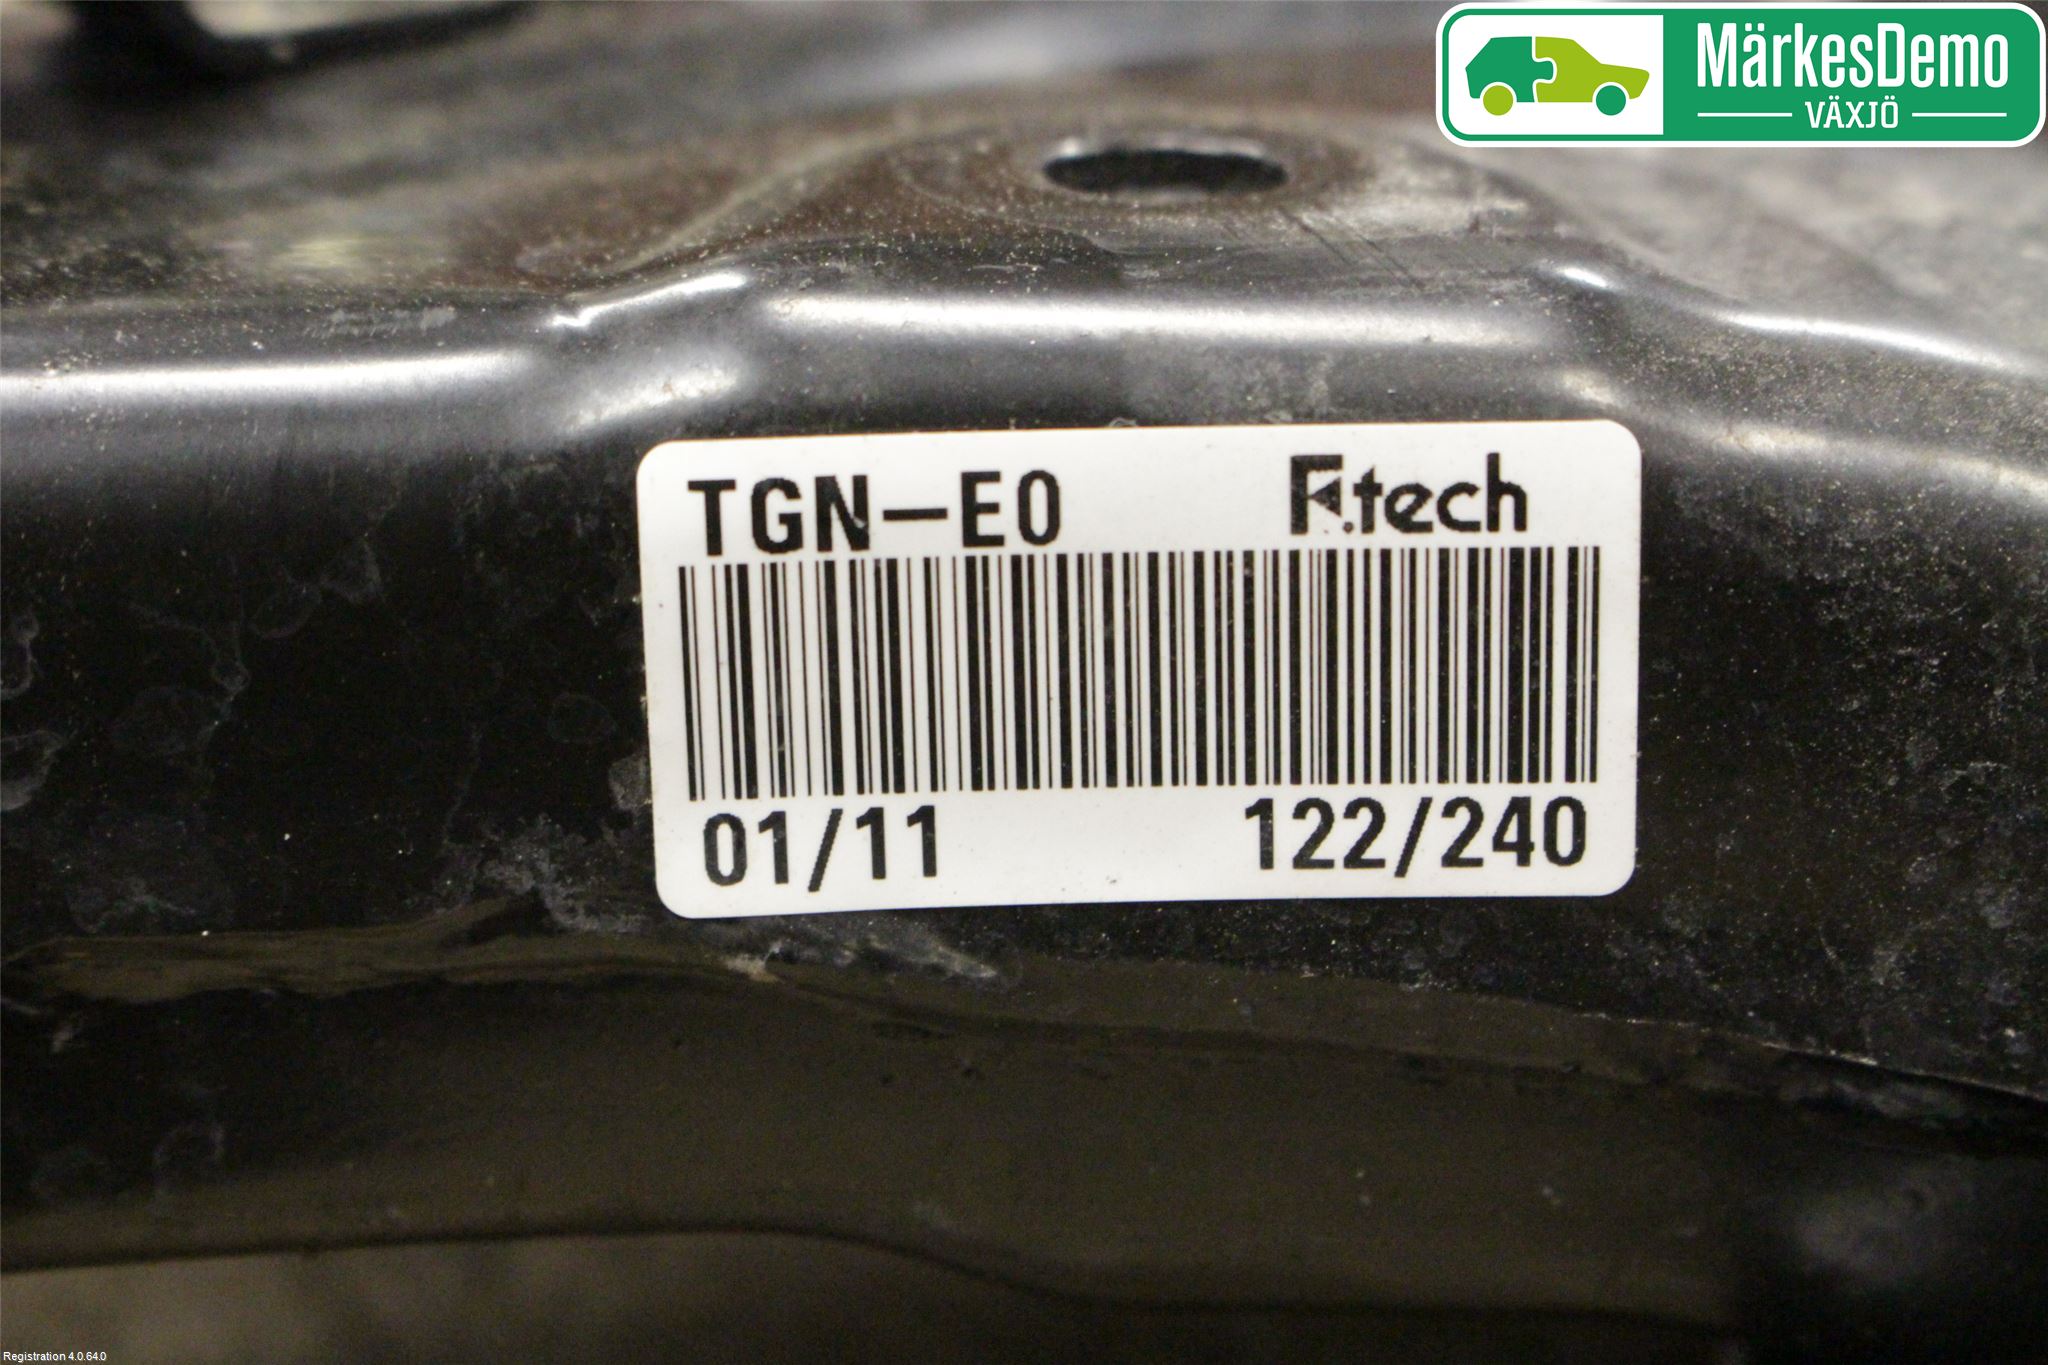 MärkesDemo
VÄXJÖ
TGN-E0
F.tech
01/11
122/240
Registration 4.0.64.0